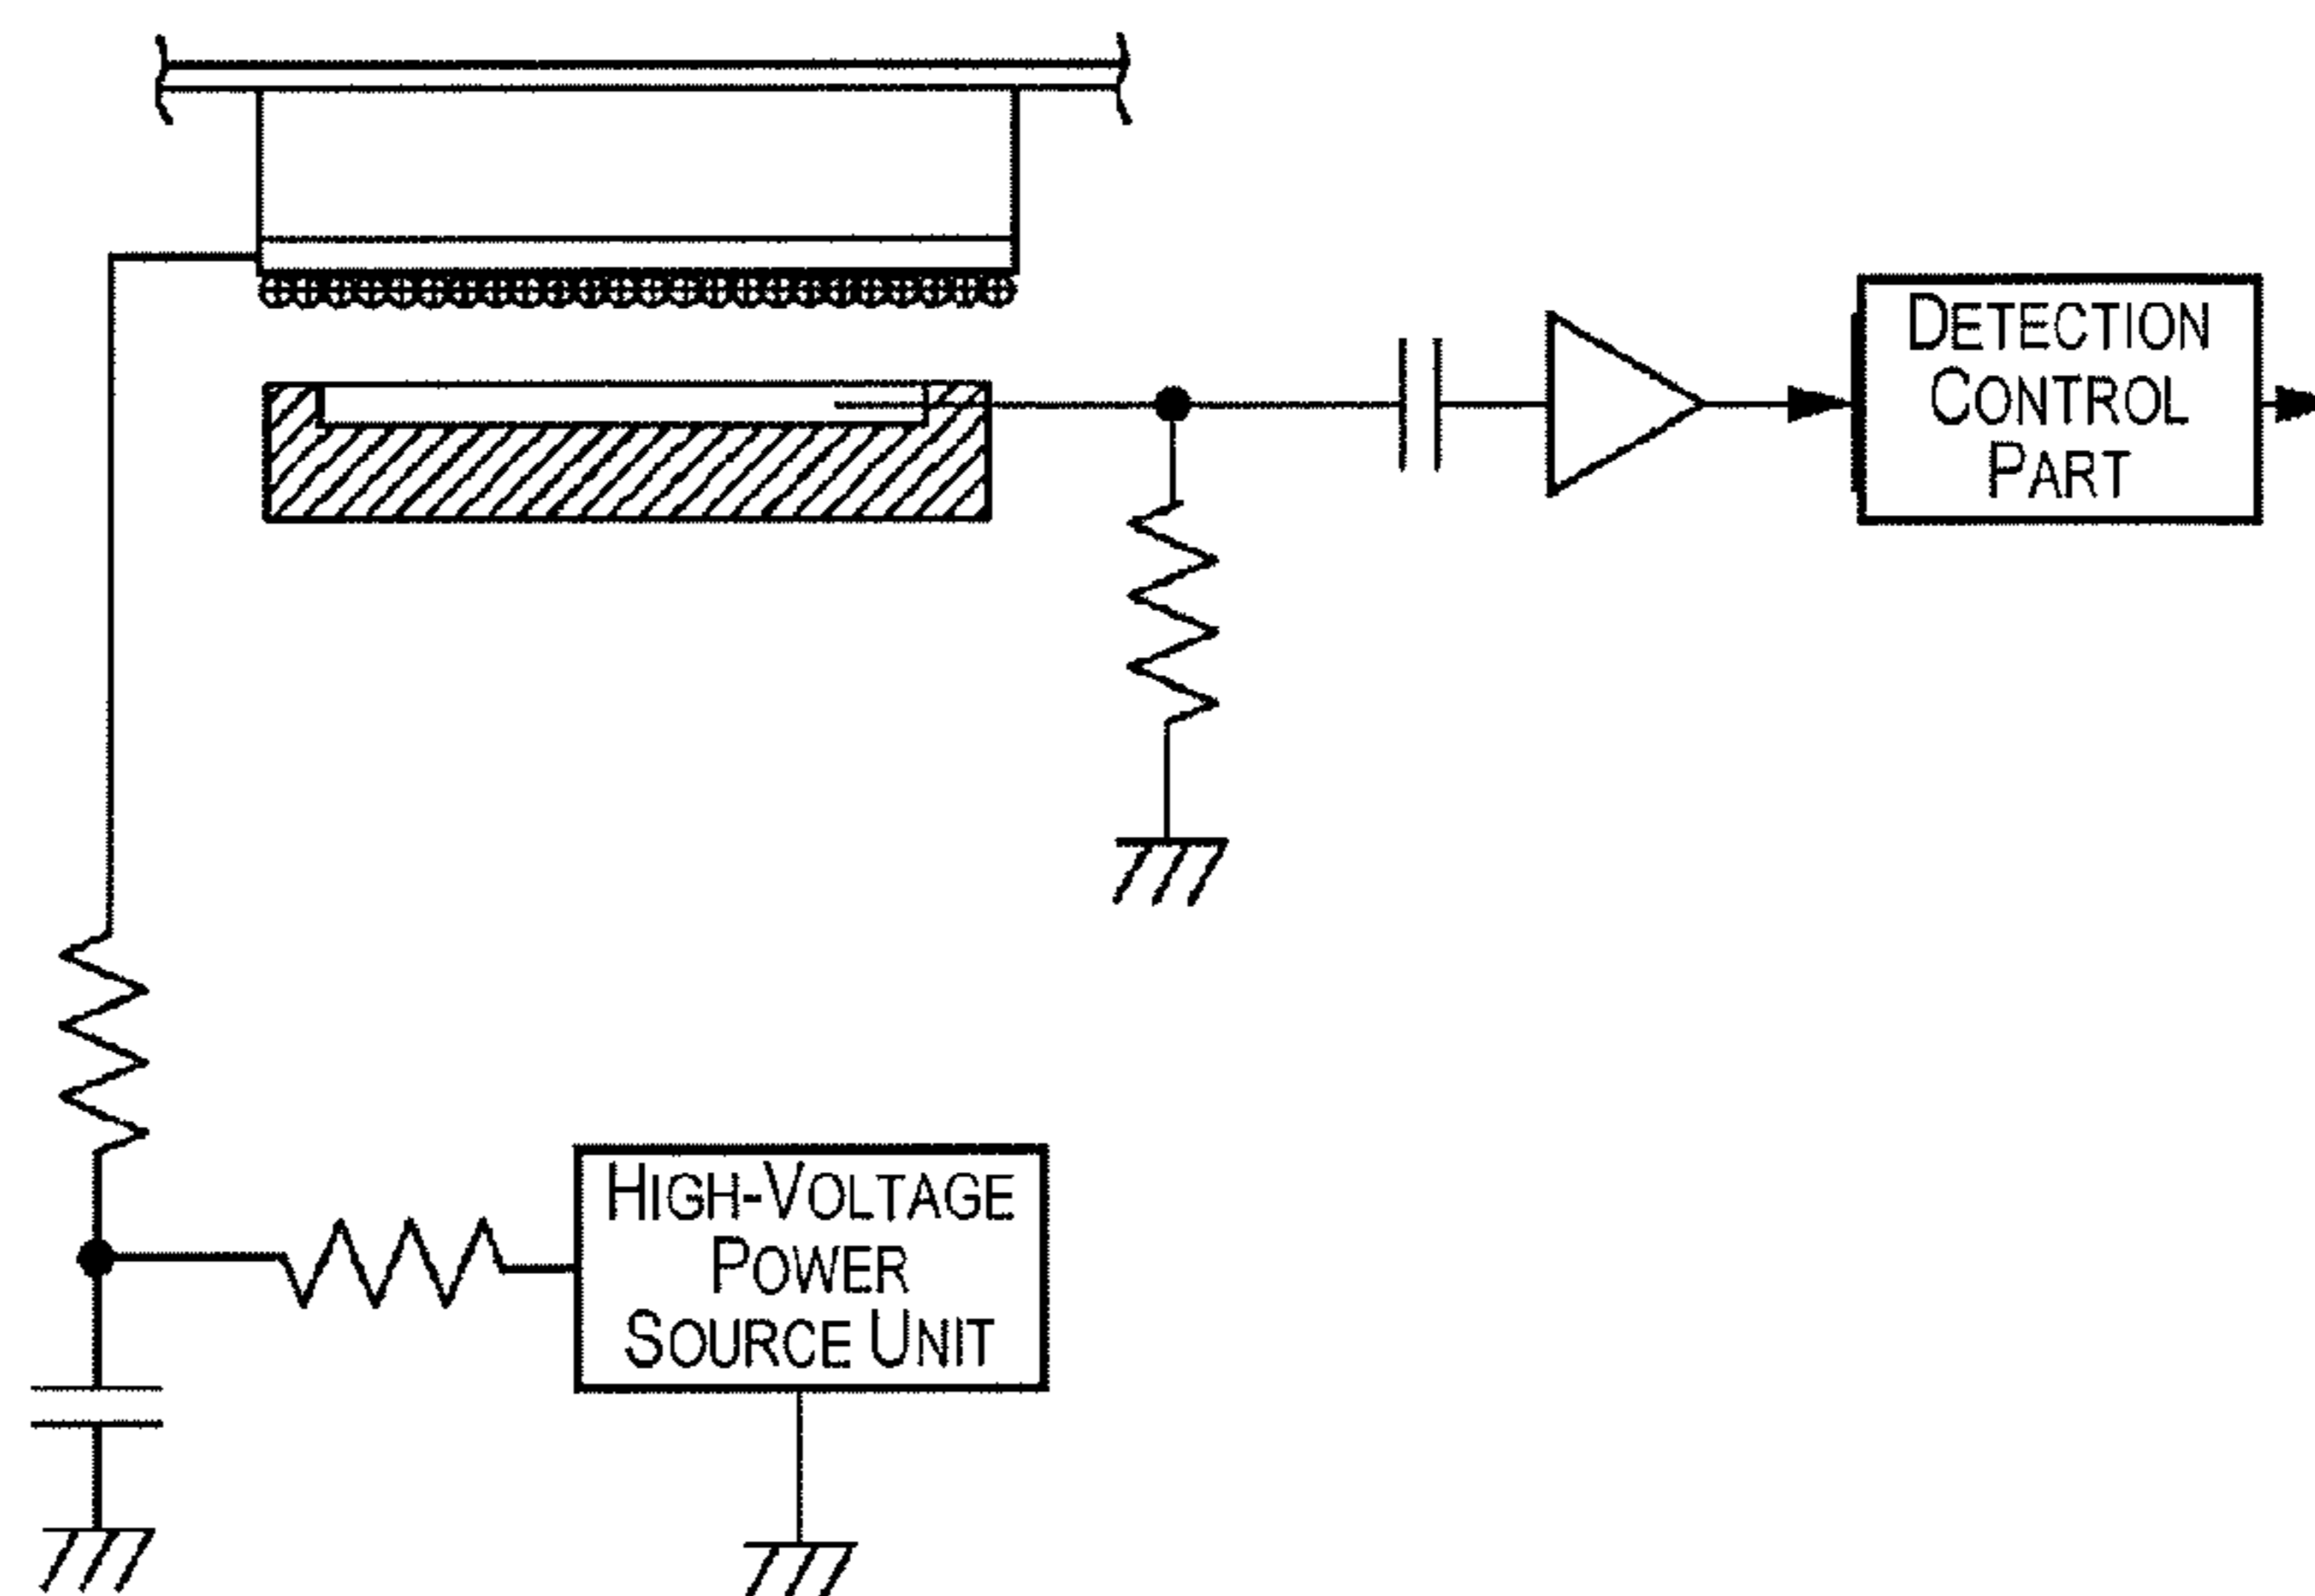 DETECTION
CONTROL
PART
HIGH-VOLTAGE
POWER
SOURCE UNIT